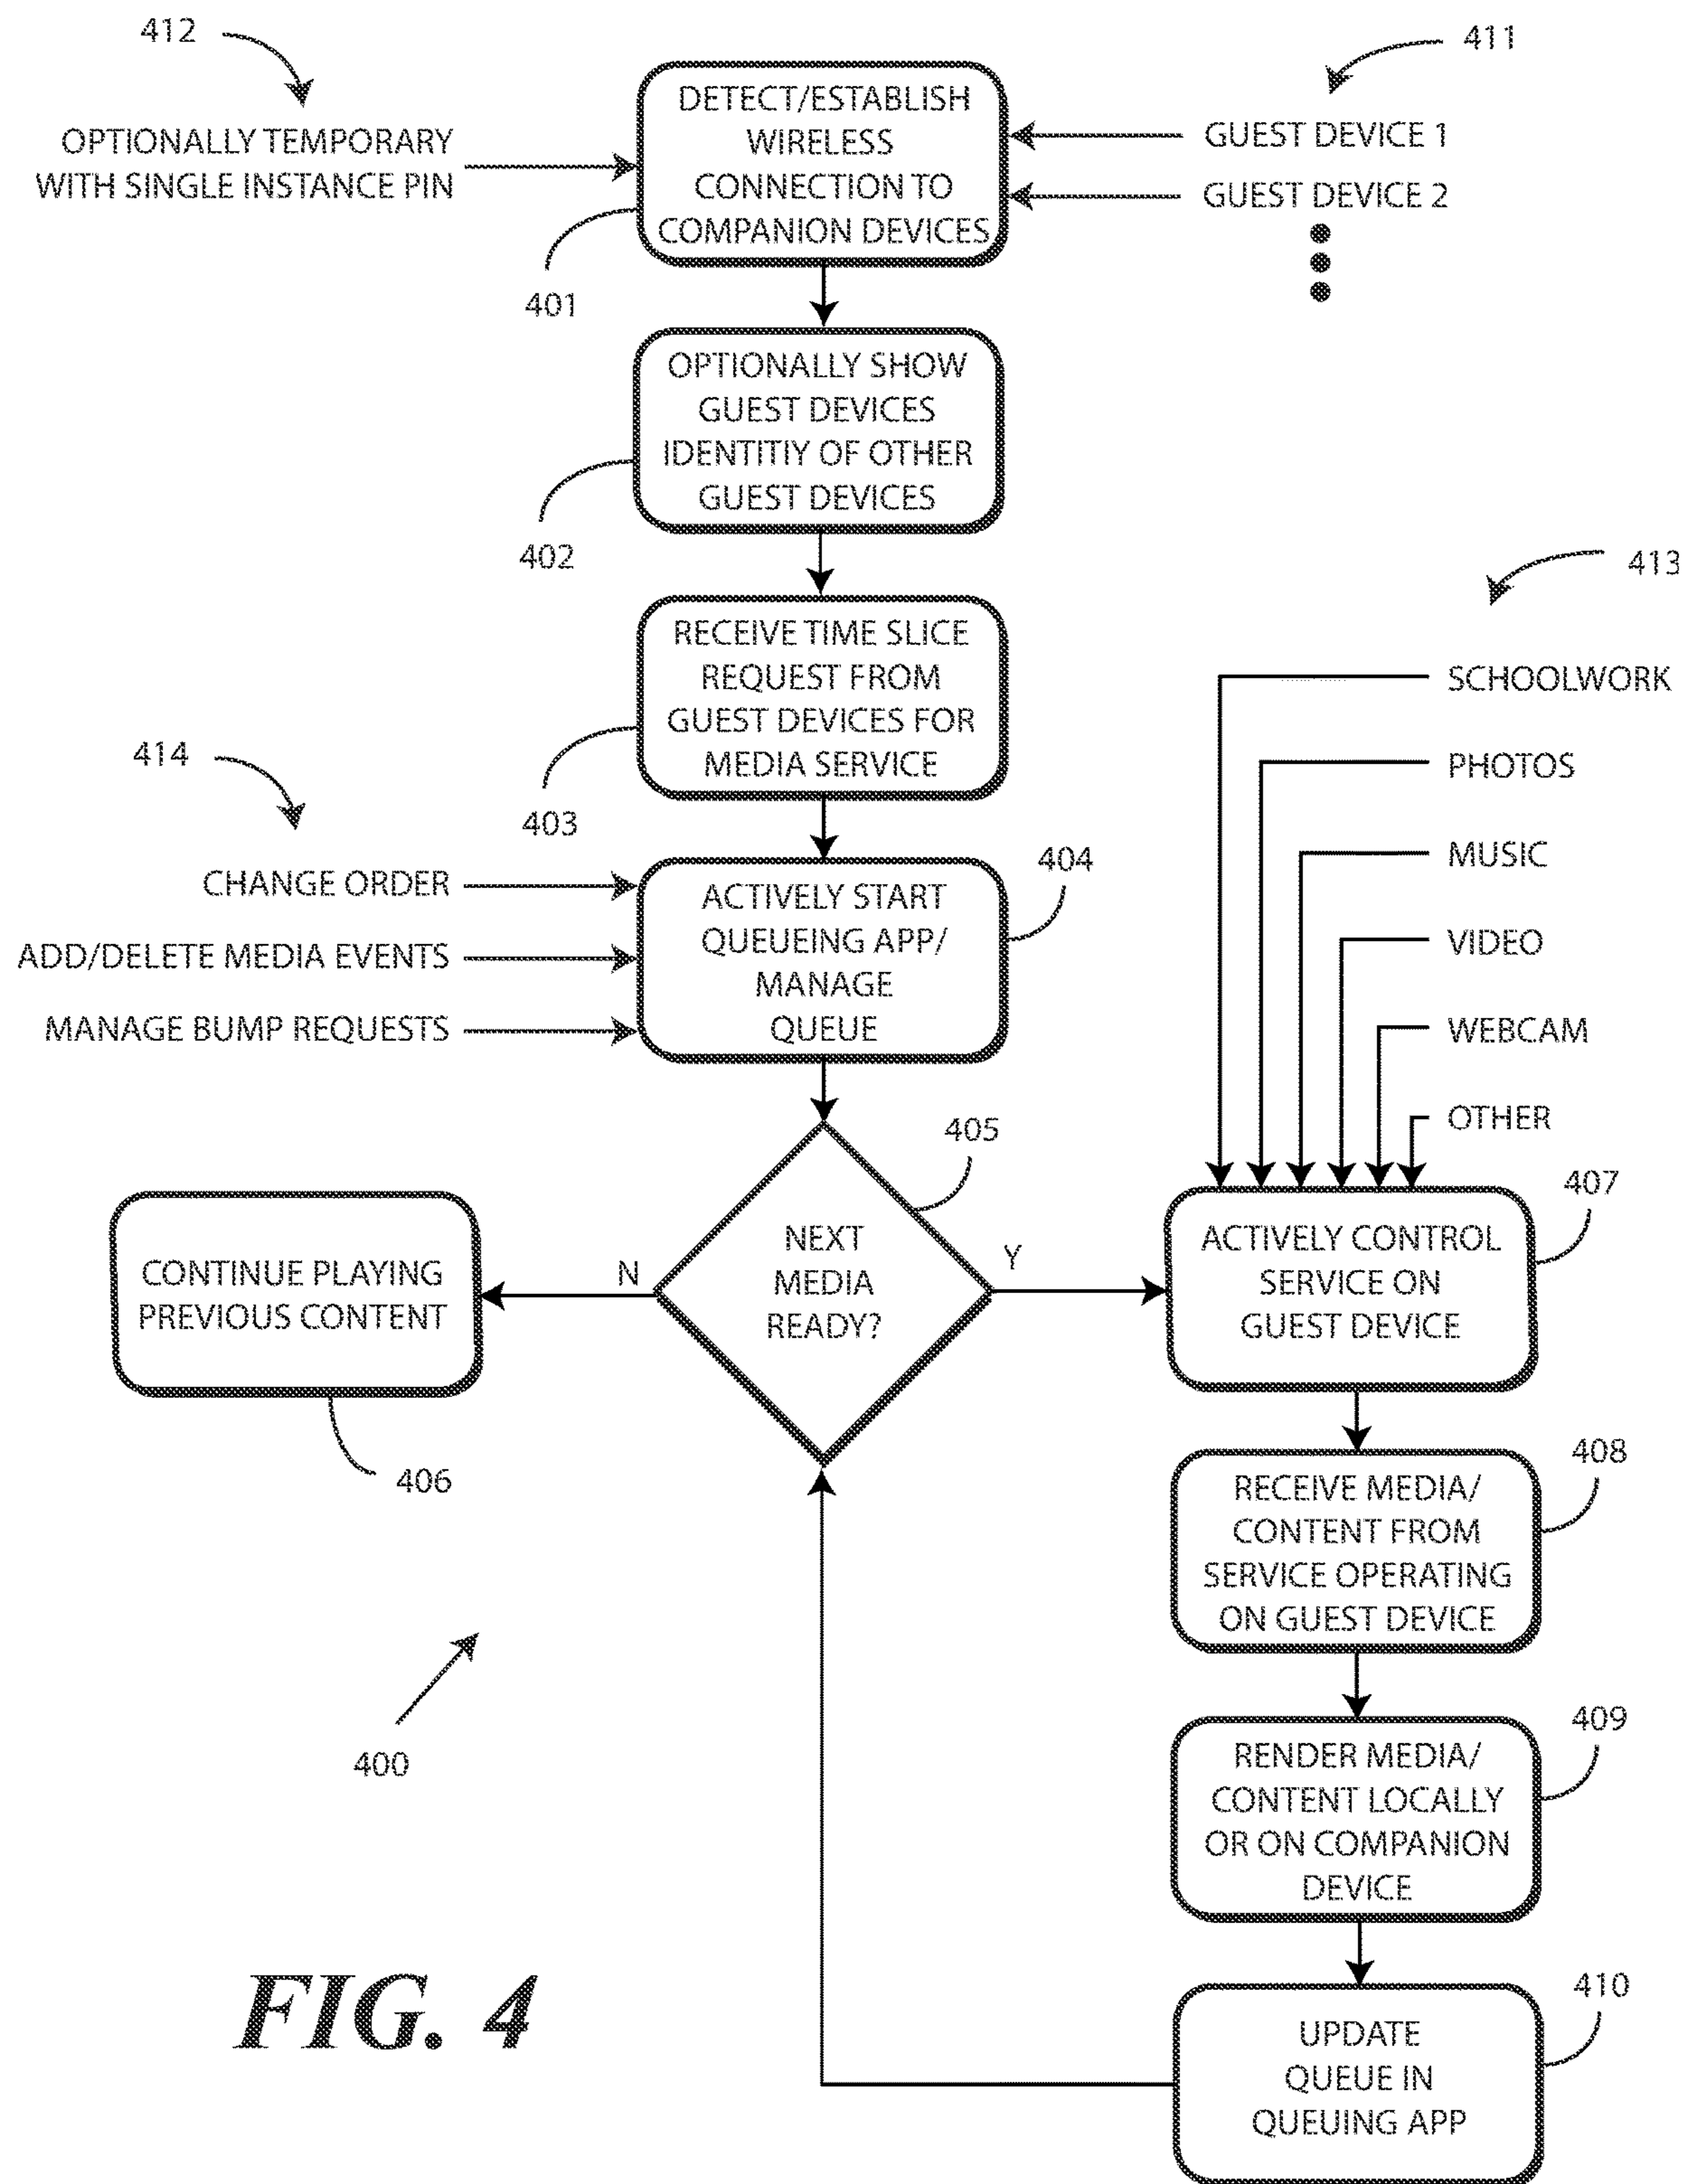 412
411
OPTIONALLY TEMPORARY
WITH SINGLE INSTANCE PIN
DETECT/ESTABLISH
WIRELESS
CONNECTION TO
COMPANION DEVICES
GUEST DEVICE 1
GUEST DEVICE 2
401
OPTIONALLY SHOW
GUEST DEVICES
IDENTITIY OF OTHER
GUEST DEVICES
402
413
RECEIVE TIME SLICE
REQUEST FROM
GUEST DEVICES FOR
MEDIA SERVICE
403
SCHOOLWORK
PHOTOS
MUSIC
VIDEO
WEBCAM
OTHER
414
CHANGE ORDER
ADD/DELETE MEDIA EVENTS
MANAGE BUMP REQUESTS
404
ACTIVELY START
QUEUEING APP/
MANAGE
QUEUE
405
NEXT
MEDIA
READY?
N
Y
CONTINUE PLAYING
PREVIOUS CONTENT
406
407
ACTIVELY CONTROL
SERVICE ON
GUEST DEVICE
408
RECEIVE MEDIA/
CONTENT FROM
SERVICE OPERATING
ON GUEST DEVICE
409
RENDER MEDIA/
CONTENT LOCALLY
OR ON COMPANION
DEVICE
400
410
UPDATE
QUEUE IN
QUEUING APP
FIG. 4